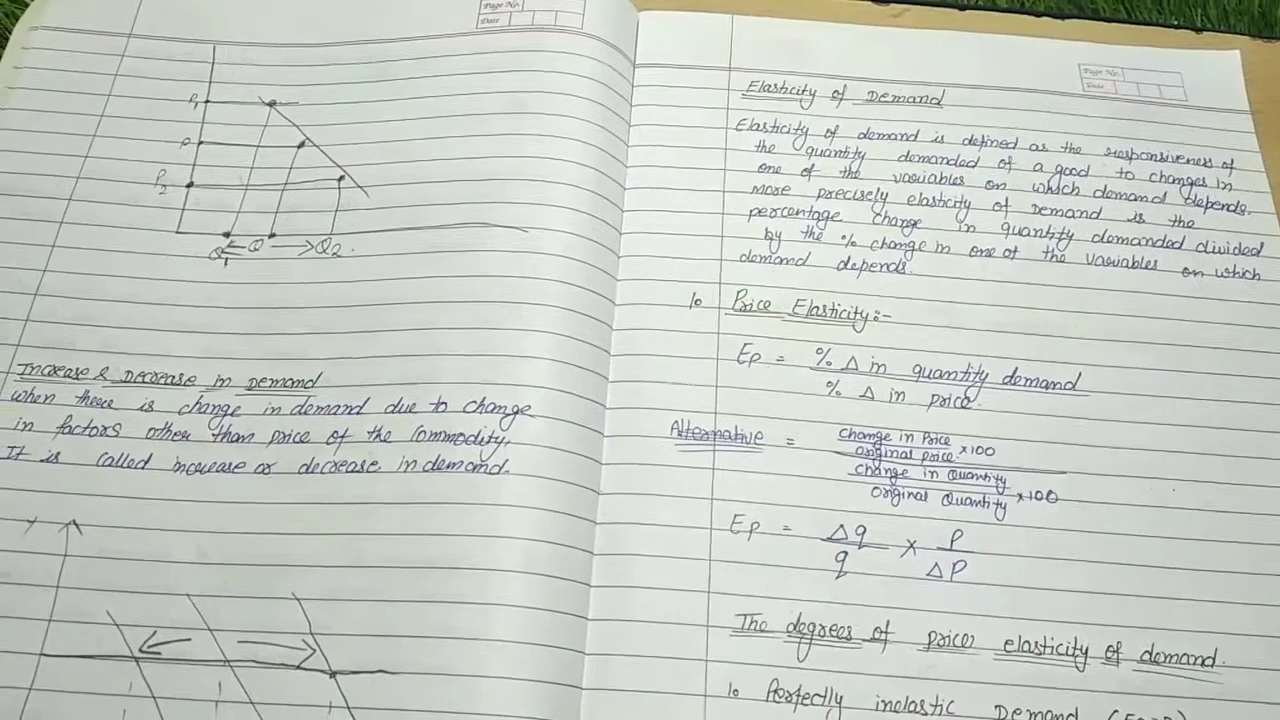 Page No.
Date
P1
P
P2
Q1 Q Q2.
Increase & Decrease in Demand
when there is change in demand due to change
in factors other than price of the commodity.
It is called increase or decrease in demand.
Y
Page No.
Date
Elasticity of Demand
Elasticity of demand is defined as the responsiveness of
the quantity demanded of a good to changes in
one of the variables on which demand depends.
more precisely elasticity of Demand is the
percentage change in quantity demanded divided
by the % change in one of the variables on which
demand depends.
1. Price Elasticity:-
Ep = % Δ in quantity demand
% Δ in price.
Alternative = change in Price
original price ×100
change in Quantity
original Quantity ×100
Ep = Δq/q × P/ΔP
The degrees of price elasticity of demand.
1. Perfectly inelastic Demand